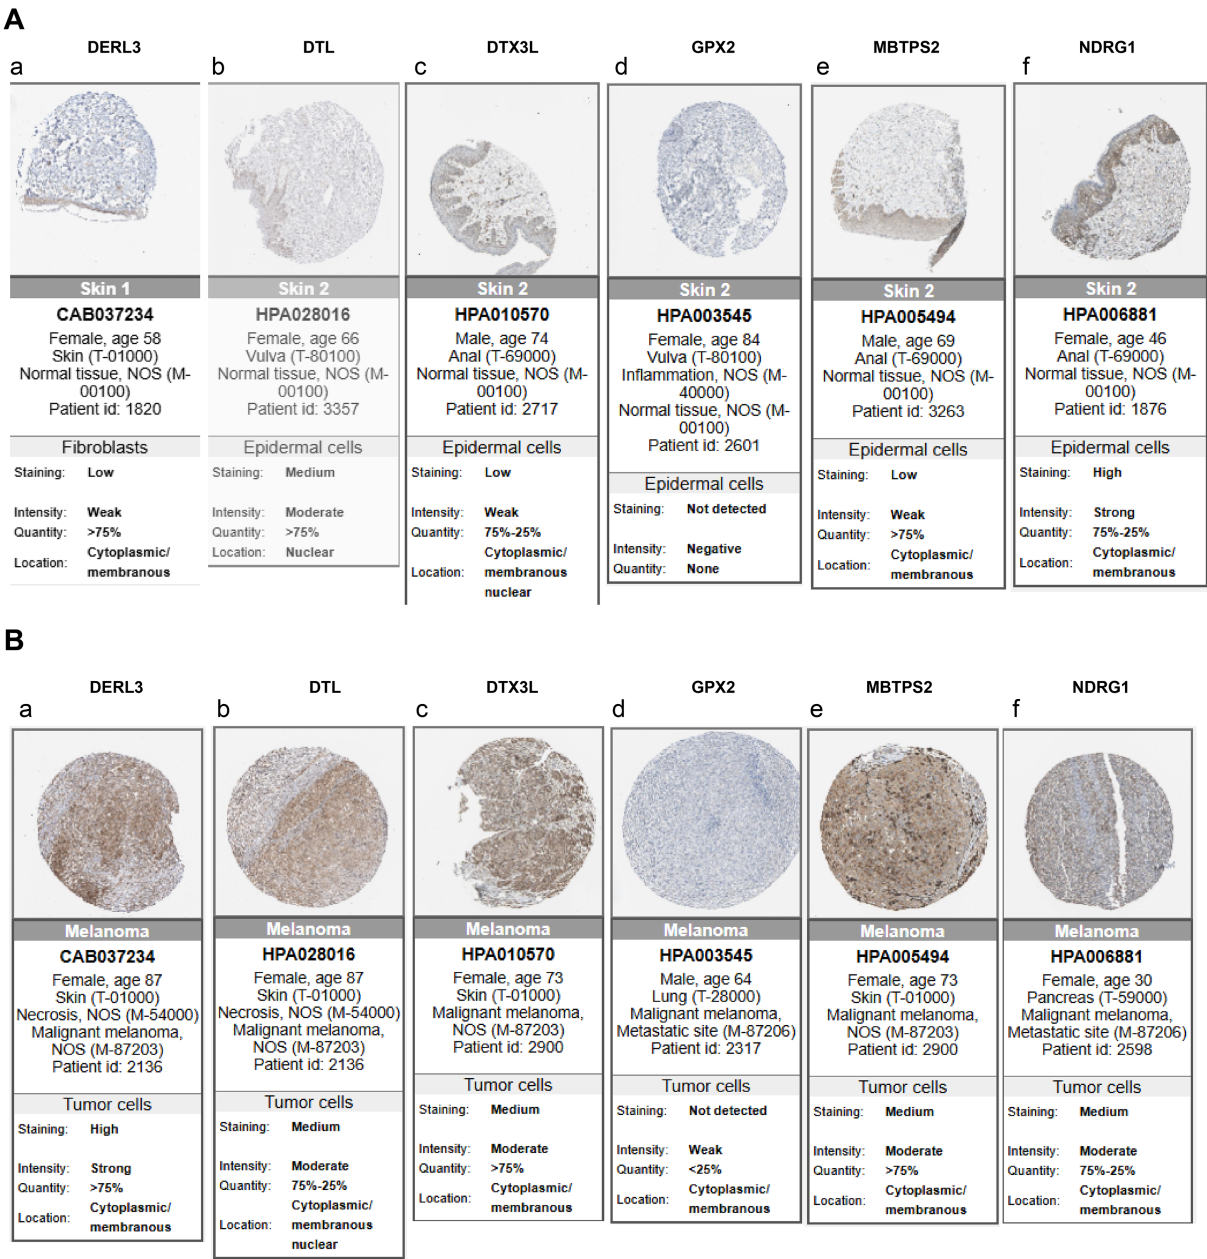 A
DERL3 DTL DTX3L GPX2 MBTPS2 NDRG1
a b c d e f
Skin 1
CAB037234
Female, age 58
Skin (T-01000)
Normal tissue, NOS (M-
00100)
Patient id: 1820
Fibroblasts
Staining: Low
Intensity: Weak
Quantity: >75%
Location: Cytoplasmic/
membranous
Skin 2
HPA028016
Female, age 66
Vulva (T-80100)
Normal tissue, NOS (M-
00100)
Patient id: 3357
Epidermal cells
Staining: Medium
Intensity: Moderate
Quantity: >75%
Location: Nuclear
Skin 2
HPA010570
Male, age 74
Anal (T-69000)
Normal tissue, NOS (M-
00100)
Patient id: 2717
Epidermal cells
Staining: Low
Intensity: Weak
Quantity: 75%-25%
Location: Cytoplasmic/
membranous
nuclear
Skin 2
HPA003545
Female, age 84
Vulva (T-80100)
Inflammation, NOS (M-
40000)
Normal tissue, NOS (M-
00100)
Patient id: 2601
Epidermal cells
Staining: Not detected
Intensity: Negative
Quantity: None
Skin 2
HPA005494
Male, age 69
Anal (T-69000)
Normal tissue, NOS (M-
00100)
Patient id: 3263
Epidermal cells
Staining: Low
Intensity: Weak
Quantity: >75%
Location: Cytoplasmic/
membranous
Skin 2
HPA006881
Female, age 46
Anal (T-69000)
Normal tissue, NOS (M-
00100)
Patient id: 1876
Epidermal cells
Staining: High
Intensity: Strong
Quantity: 75%-25%
Location: Cytoplasmic/
membranous
B
DERL3 DTL DTX3L GPX2 MBTPS2 NDRG1
a b c d e f
Melanoma
CAB037234
Female, age 87
Skin (T-01000)
Necrosis, NOS (M-54000)
Malignant melanoma,
NOS (M-87203)
Patient id: 2136
Tumor cells
Staining: High
Intensity: Strong
Quantity: >75%
Location: Cytoplasmic/
membranous
Melanoma
HPA028016
Female, age 87
Skin (T-01000)
Necrosis, NOS (M-54000)
Malignant melanoma,
NOS (M-87203)
Patient id: 2136
Tumor cells
Staining: Medium
Intensity: Moderate
Quantity: 75%-25%
Location: Cytoplasmic/
membranous
nuclear
Melanoma
HPA010570
Female, age 73
Skin (T-01000)
Malignant melanoma,
NOS (M-87203)
Patient id: 2900
Tumor cells
Staining: Medium
Intensity: Moderate
Quantity: >75%
Location: Cytoplasmic/
membranous
Melanoma
HPA003545
Male, age 64
Lung (T-28000)
Malignant melanoma,
Metastatic site (M-87206)
Patient id: 2317
Tumor cells
Staining: Not detected
Intensity: Weak
Quantity: <25%
Location: Cytoplasmic/
membranous
Melanoma
HPA005494
Female, age 73
Skin (T-01000)
Malignant melanoma,
NOS (M-87203)
Patient id: 2900
Tumor cells
Staining: Medium
Intensity: Moderate
Quantity: >75%
Location: Cytoplasmic/
membranous
Melanoma
HPA006881
Female, age 30
Pancreas (T-59000)
Malignant melanoma,
Metastatic site (M-87206)
Patient id: 2598
Tumor cells
Staining: Medium
Intensity: Moderate
Quantity: 75%-25%
Location: Cytoplasmic/
membranous